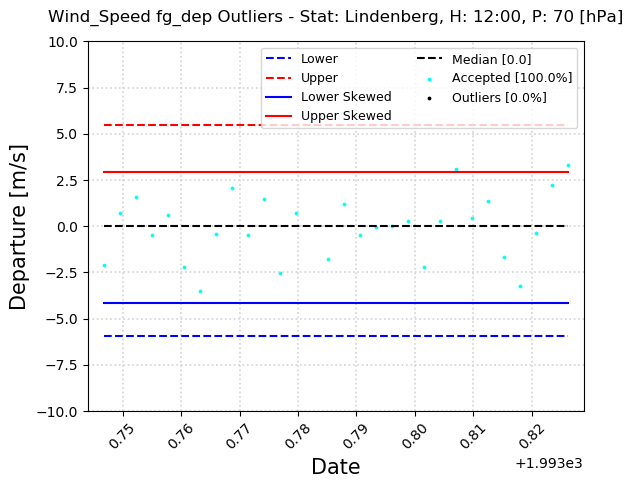 Wind_Speed fg_dep Outliers - Stat: Lindenberg, H: 12:00, P: 70 [hPa]
Lower
Upper
Lower Skewed
Upper Skewed
Median [0.0]
Accepted [100.0%]
Outliers [0.0%]
Departure [m/s]
10.0
7.5
5.0
2.5
0.0
−2.5
−5.0
−7.5
−10.0
0.75
0.76
0.77
0.78
0.79
0.80
0.81
0.82
+1.993e3
Date